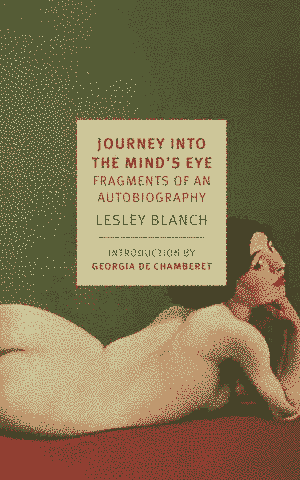 JOURNEY INTO
THE MIND'S EYE
FRAGMENTS OF AN
AUTOBIOGRAPHY
LESLEY BLANCH
INTRODUCTION BY
GEORGIA DE CHAMBERET